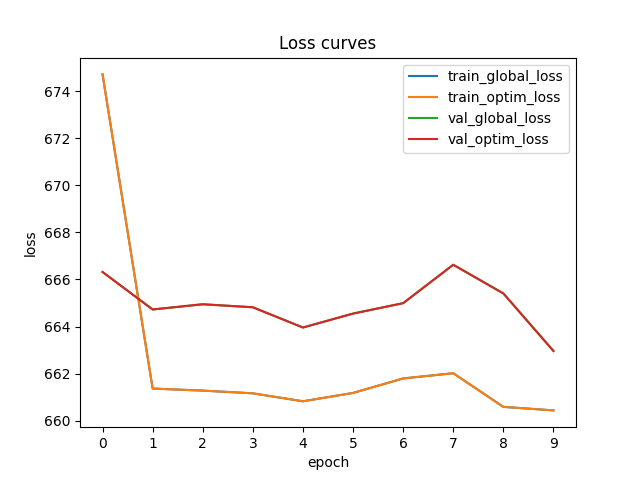 Loss curves
train_global_loss
train_optim_loss
val_global_loss
val_optim_loss
674
672
670
668
666
664
662
660
loss
0 1 2 3 4 5 6 7 8 9
epoch